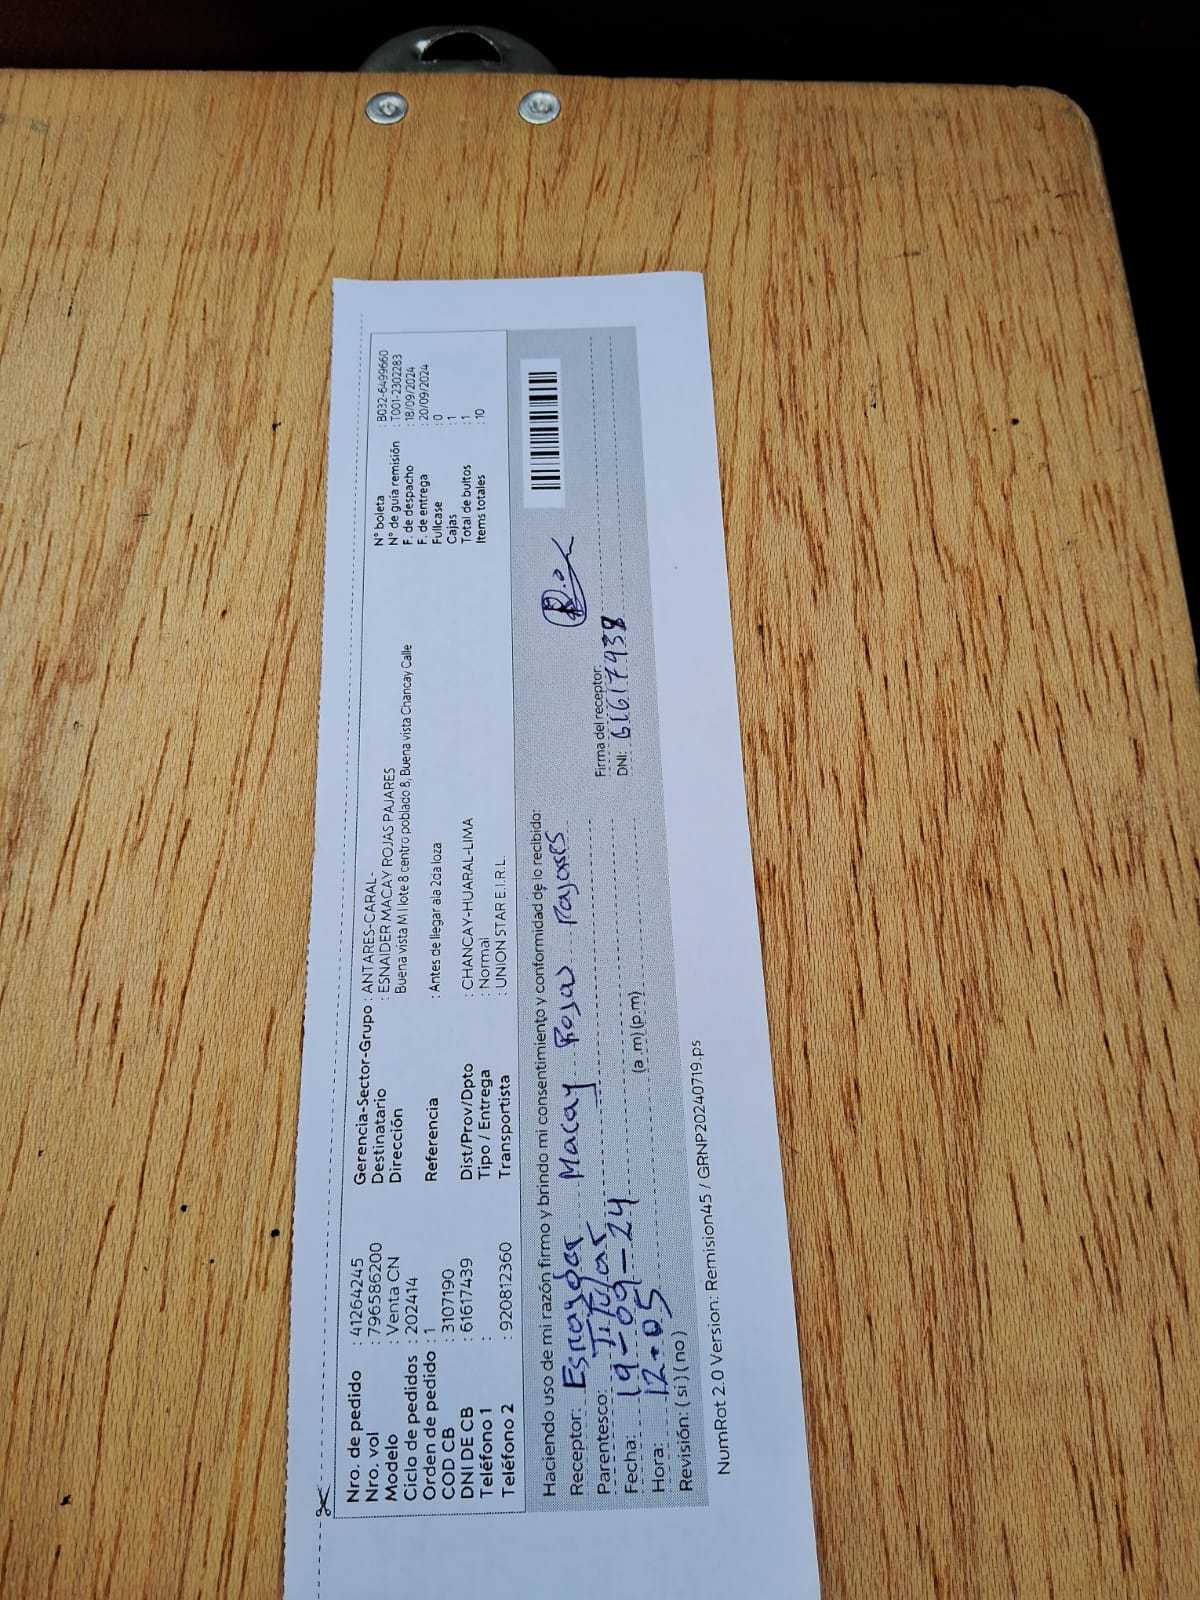 Nro. de pedido : 41264245
Nro. vol : 796586200
Modelo : Venta CN
Ciclo de pedidos : 202414
Orden de pedido : 1
COD CB : 3107190
DNI DE CB : 61617439
Teléfono 1 :
Teléfono 2 : 920812360
Gerencia-Sector-Grupo : ANTARES-CARAL-
Destinatario : ESNAIDER MACAY ROJAS PAJARES
Dirección Buena vista M I lote 8 centro poblado 8, Buena vista Chancay Calle
Referencia : Antes de llegar ala 2da loza
Dist/Prov/Dpto : CHANCAY-HUARAL-LIMA
Tipo / Entrega : Normal
Transportista : UNION STAR E.I.R.L.
N° boleta B032-6499660
N° de guía remisión : T001-2302283
F. de despacho : 18/09/2024
F. de entrega : 20/09/2024
Fullcase : 0
Cajas : 1
Total de bultos : 1
Items totales : 10
Haciendo uso de mi razón firmo y brindo mi consentimiento y conformidad de lo recibido:
Receptor: Esnayder Macay Rojas Pajares
Parentesco: Titular
Fecha: 19-09-24
Hora: 12:05 (a.m) (p.m)
Revisión: ( si ) ( no )
Firma del receptor:
DNI: 61617438
NumRot 2.0 Version: Remision45 / GRNP20240719.ps